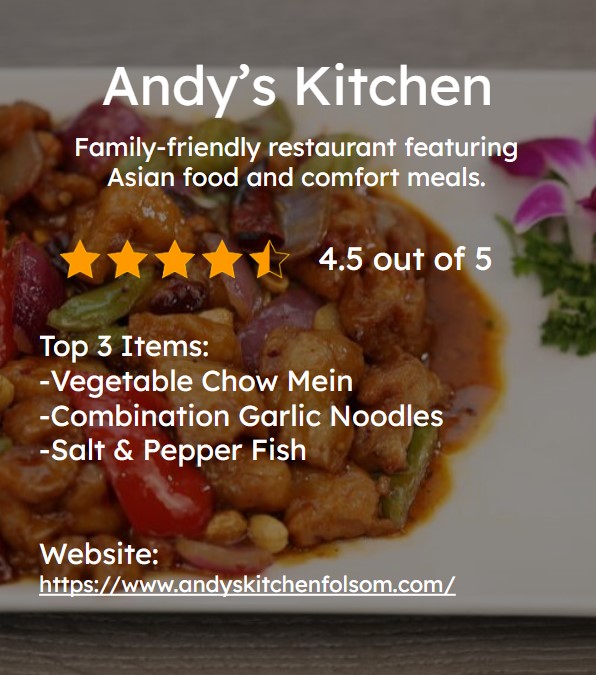 Andy’s Kitchen
Family-friendly restaurant featuring
Asian food and comfort meals.
4.5 out of 5
Top 3 Items:
-Vegetable Chow Mein
-Combination Garlic Noodles
-Salt & Pepper Fish
Website:
https://www.andyskitchenfolsom.com/